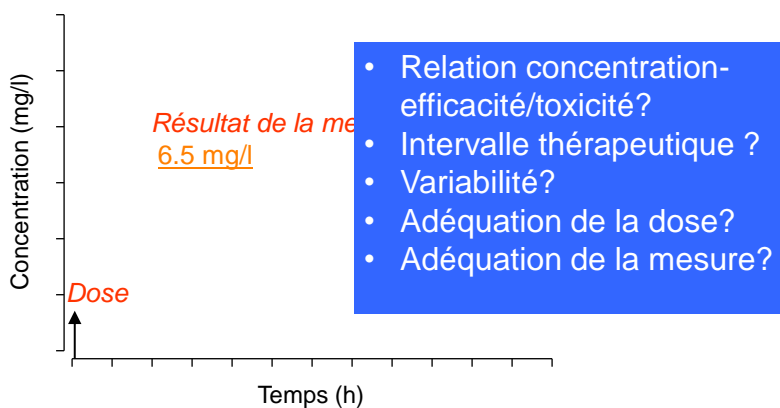 Concentration (mg/l)
Résultat de la me
6.5 mg/l
Dose
Temps (h)
• Relation concentration-
efficacité/toxicité?
• Intervalle thérapeutique ?
• Variabilité?
• Adéquation de la dose?
• Adéquation de la mesure?